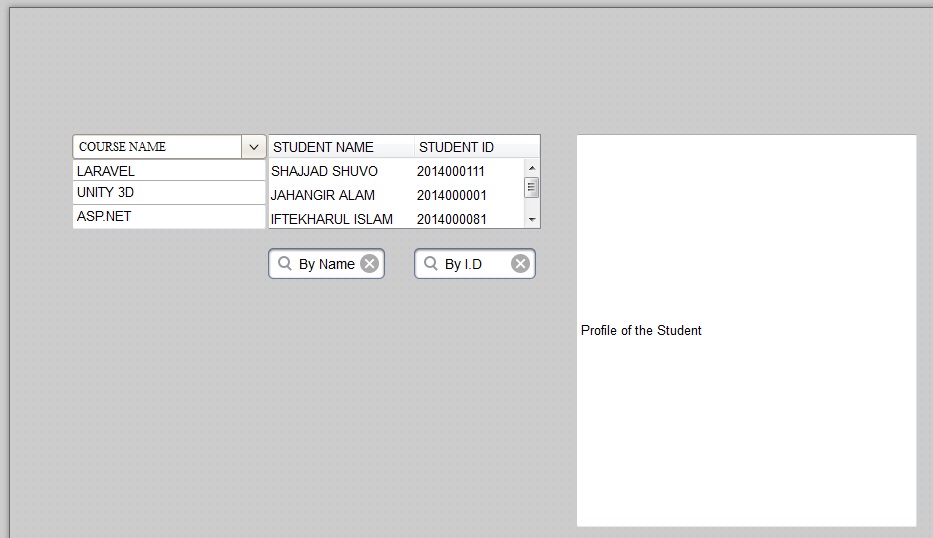 COURSE NAME
STUDENT NAME STUDENT ID
LARAVEL
SHAJJAD SHUVO 2014000111
UNITY 3D
JAHANGIR ALAM 2014000001
ASP.NET
IFTEKHARUL ISLAM 2014000081
By Name
By I.D
Profile of the Student